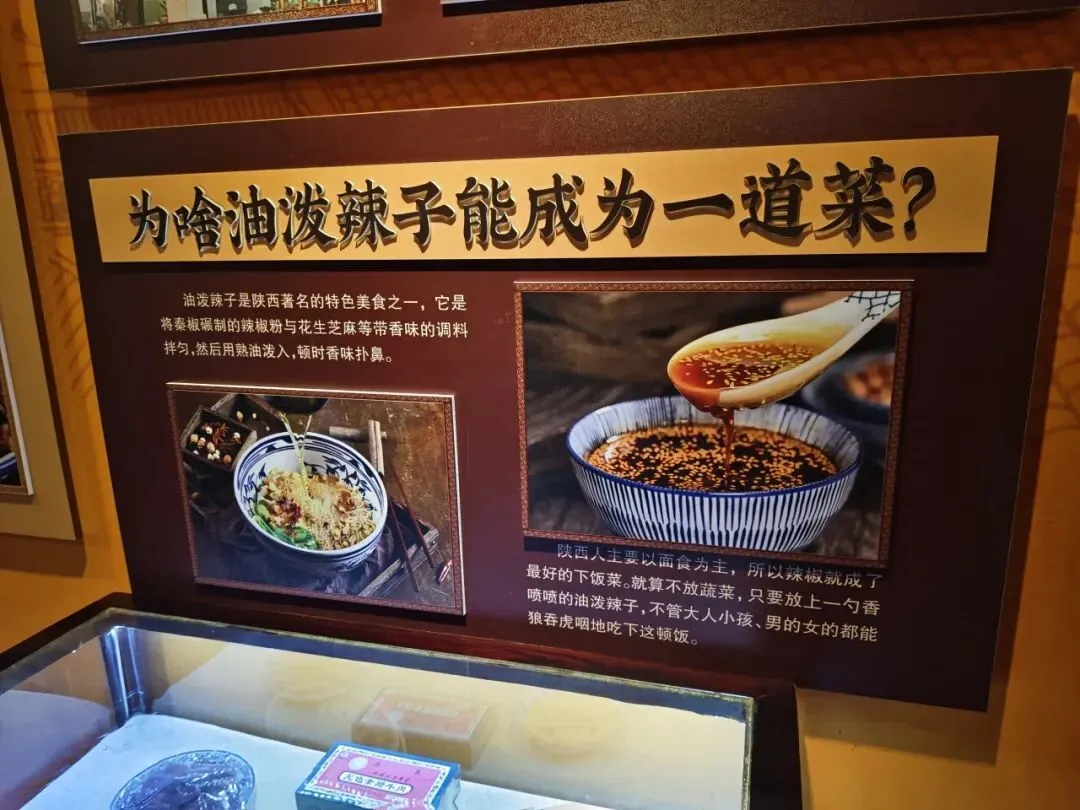 为啥油泼辣子能成为一道菜?
油泼辣子是陕西著名的特色美食之一，它是
将秦椒碾制的辣椒粉与花生芝麻等带香味的调料
拌匀,然后用熟油泼入,顿时香味扑鼻。
陕西人主要以面食为主，所以辣椒就成了
最好的下饭菜。就算不放蔬菜,只要放上一勺香
喷喷的油泼辣子,不管大人小孩、男的女的都能
狼吞虎咽地吃下这顿饭。